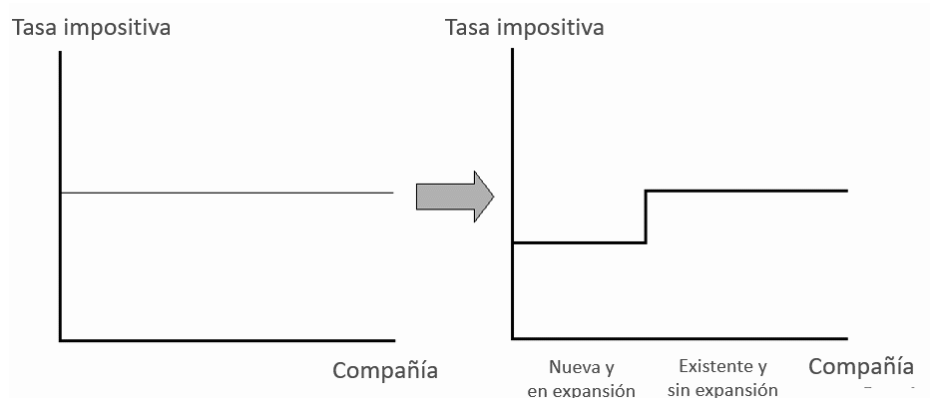 Tasa impositiva
Compañía
Tasa impositiva
Nueva y
en expansión
Existente y
sin expansión
Compañía